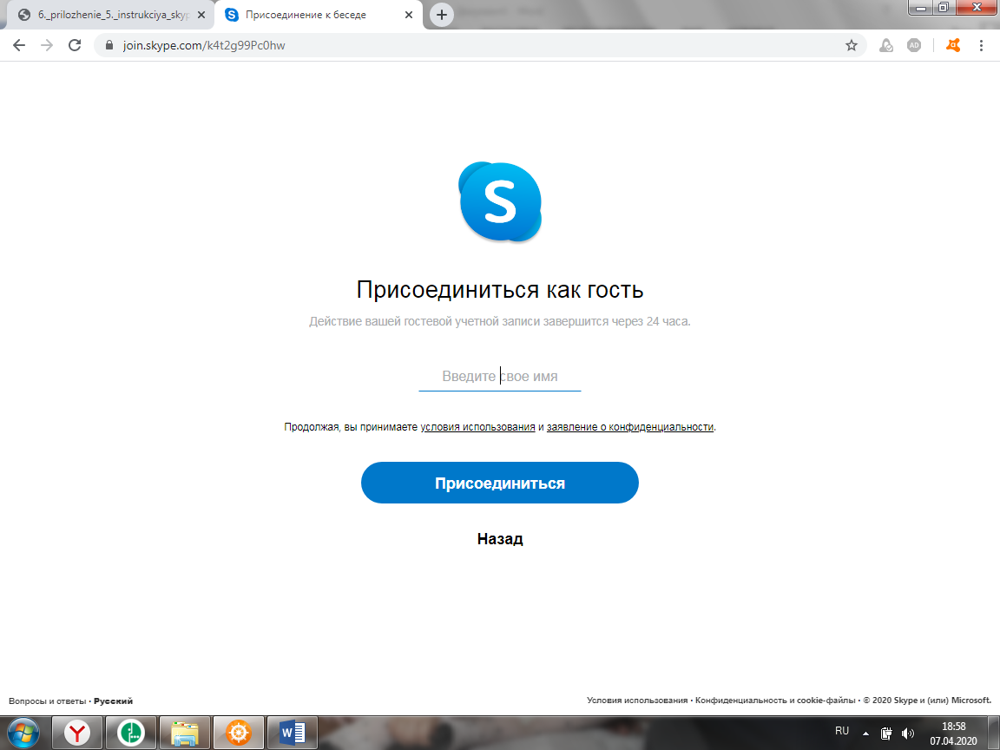 6._prilozhenie_5._instrukciya_skyp
Присоединение к беседе
join.skype.com/k4t2g99Pc0hw
AD
S
Присоединиться как гость
Действие вашей гостевой учетной записи завершится через 24 часа.
Введите свое имя
Продолжая, вы принимаете условия использования и заявление о конфиденциальности.
Присоединиться
Назад
Вопросы и ответы • Русский
Условия использования • Конфиденциальность и cookie-файлы • © 2020 Skype и (или) Microsoft.
RU
18:58
07.04.2020